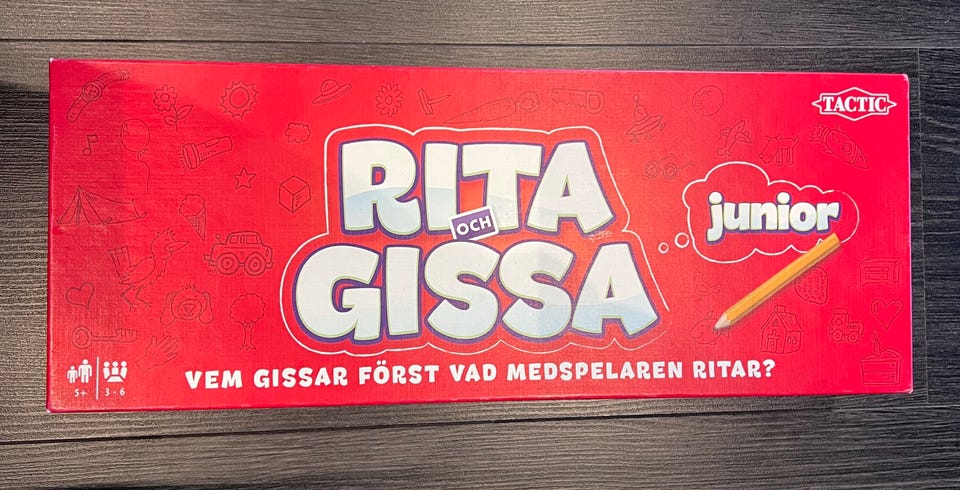 TACTIC
RITA
OCH
GISSA
junior
VEM GISSAR FÖRST VAD MEDSPELAREN RITAR?
5+
3 - 6